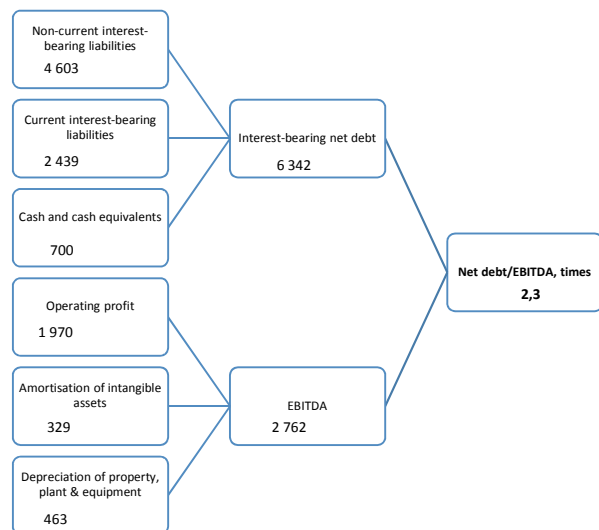 Non-current interest-
bearing liabilities
4 603
Current interest-bearing
liabilities
2 439
Cash and cash equivalents
700
Interest-bearing net debt
6 342
Operating profit
1 970
Amortisation of intangible
assets
329
Depreciation of property,
plant & equipment
463
EBITDA
2 762
Net debt/EBITDA, times
2,3